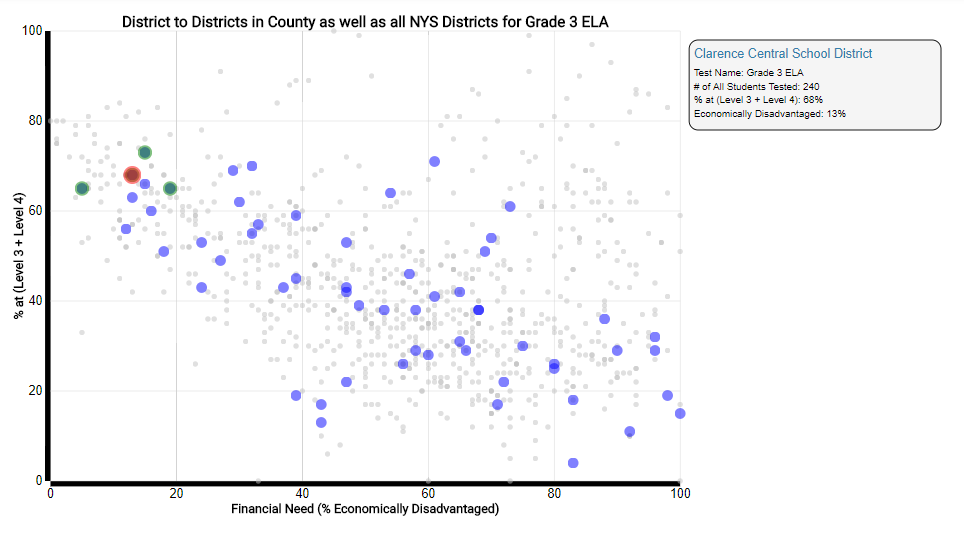 District to Districts in County as well as all NYS Districts for Grade 3 ELA
Clarence Central School District
Test Name: Grade 3 ELA
# of All Students Tested: 240
% at (Level 3 + Level 4): 68%
Economically Disadvantaged: 13%
% at (Level 3 + Level 4)
100
80
60
40
20
0
0 20 40 60 80 100
Financial Need (% Economically Disadvantaged)